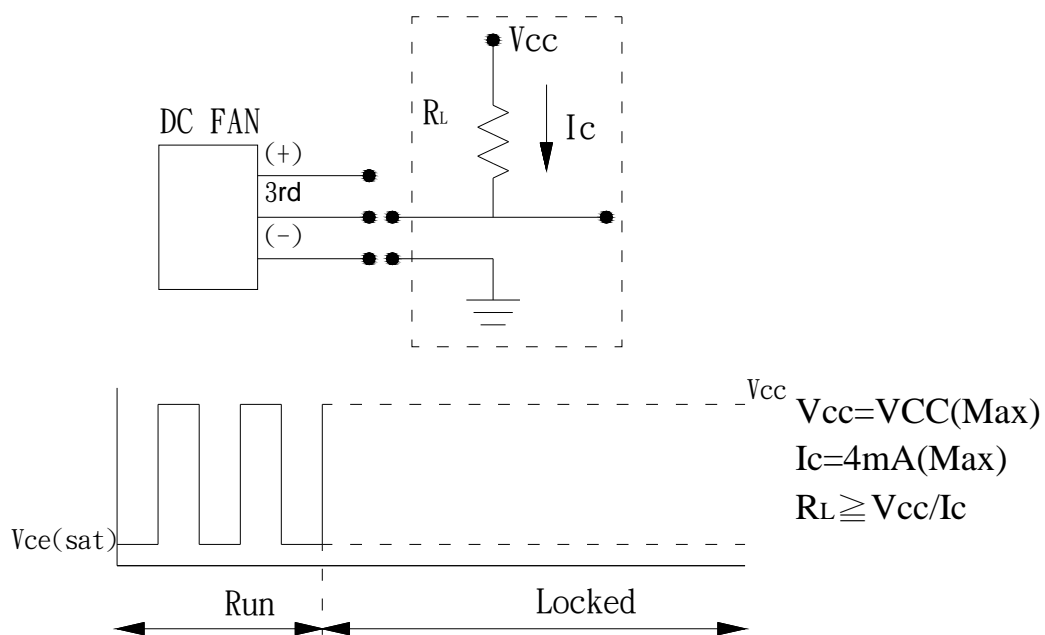 Vcc
RL
Ic
DC FAN
(+)
3rd
(-)
Vcc
Vcc=VCC(Max)
Ic=4mA(Max)
RL≧Vcc/Ic
Vce(sat)
Run
Locked